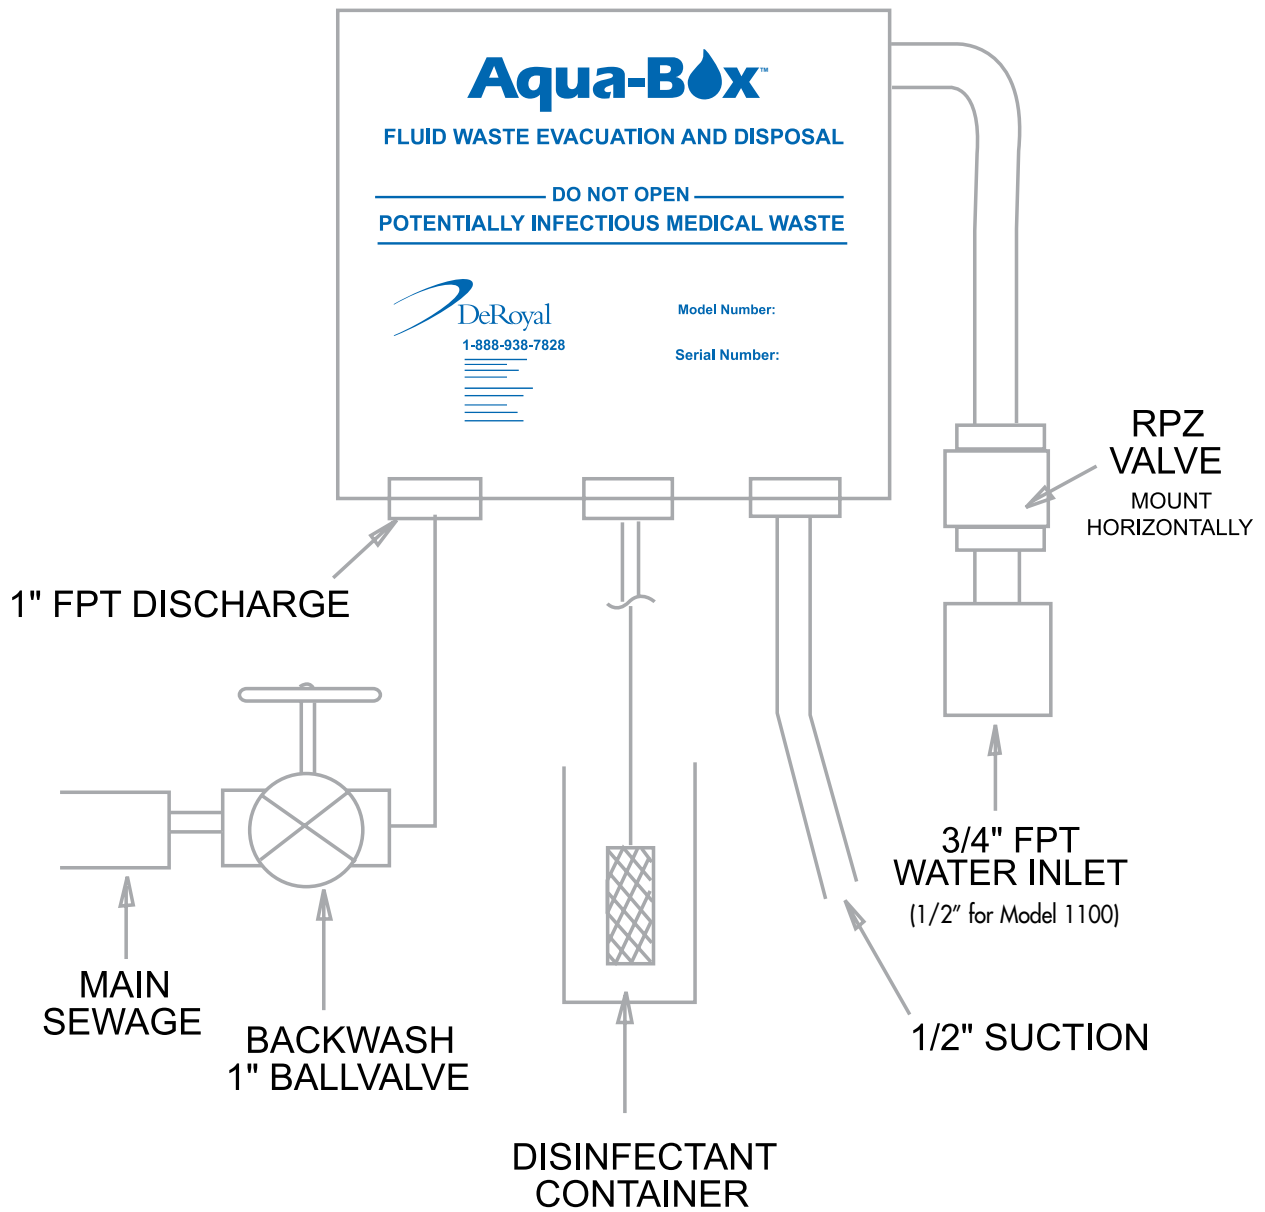 Aqua-Box™
FLUID WASTE EVACUATION AND DISPOSAL
DO NOT OPEN
POTENTIALLY INFECTIOUS MEDICAL WASTE
DeRoyal
1-888-938-7828
Model Number:
Serial Number:
RPZ
VALVE
MOUNT
HORIZONTALLY
1" FPT DISCHARGE
3/4" FPT
WATER INLET
(1/2" for Model 1100)
MAIN
SEWAGE
BACKWASH
1" BALLVALVE
1/2" SUCTION
DISINFECTANT
CONTAINER